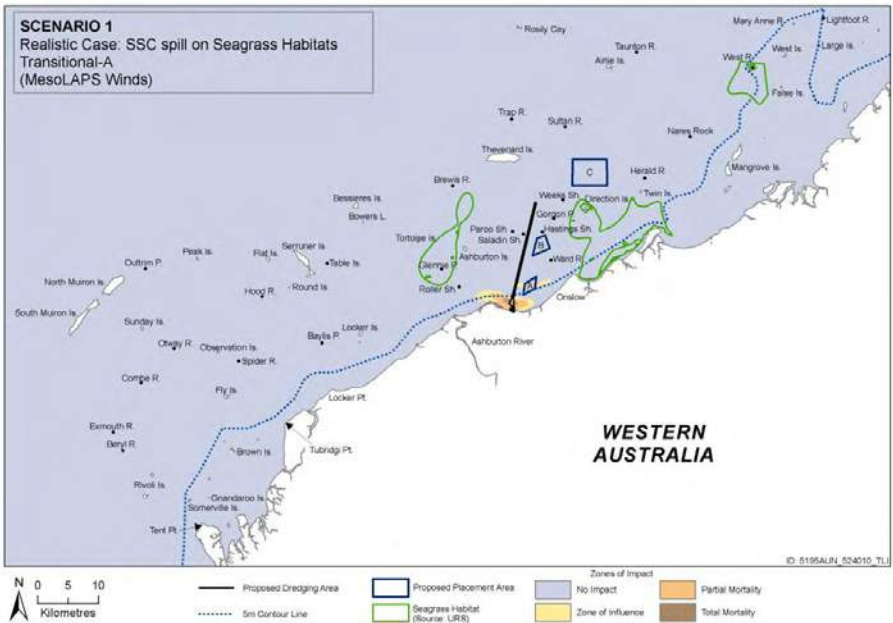 SCENARIO 1
Realistic Case: SSC spill on Seagrass Habitats
Transitional-A
(MesoLAPS Winds)
Rosily Cay
Mary Anne R.
Lightfoot R.
Taunton R.
Airlie Is.
West R.
West Is.
Large Is.
False Is.
Trap R.
Sultan R.
Nares Rock
Thevenard Is.
Mangrove Is.
C
Herald R.
Brewis R.
Twin Is.
Bessieres Is.
Weeks Sh.
Direction Is.
Bowers L.
Gorgon P.
Paroo Sh.
Hastings Sh.
Tortoise Is.
Saladin Sh.
B
Serrurier Is.
Ashburton Is.
Peak Is.
Flat Is.
Table Is.
Ward R.
Outtrim P.
Glennie P.
North Muiron Is.
Round Is.
Roller Sh.
A
Hood R.
Onslow
South Muiron Is.
Sunday Is.
Locker Is.
Baylis R.
Ashburton River
Otway R.
Observation Is.
Spider R.
Combe R.
Fly Is.
Locker Pt.
Exmouth R.
WESTERN
AUSTRALIA
Beryl R.
Brown Is.
Tubridgi Pt.
Rivoli Is.
Gnandaroo Is.
Somerville Is.
Tent Pt.
ID: 5195AUN_524010_TLI
N
0 5 10
Kilometres
Proposed Dredging Area
5m Contour Line
Proposed Placement Area
Seagrass Habitat
(Source: URS)
Zones of Impact
No Impact
Zone of Influence
Partial Mortality
Total Mortality